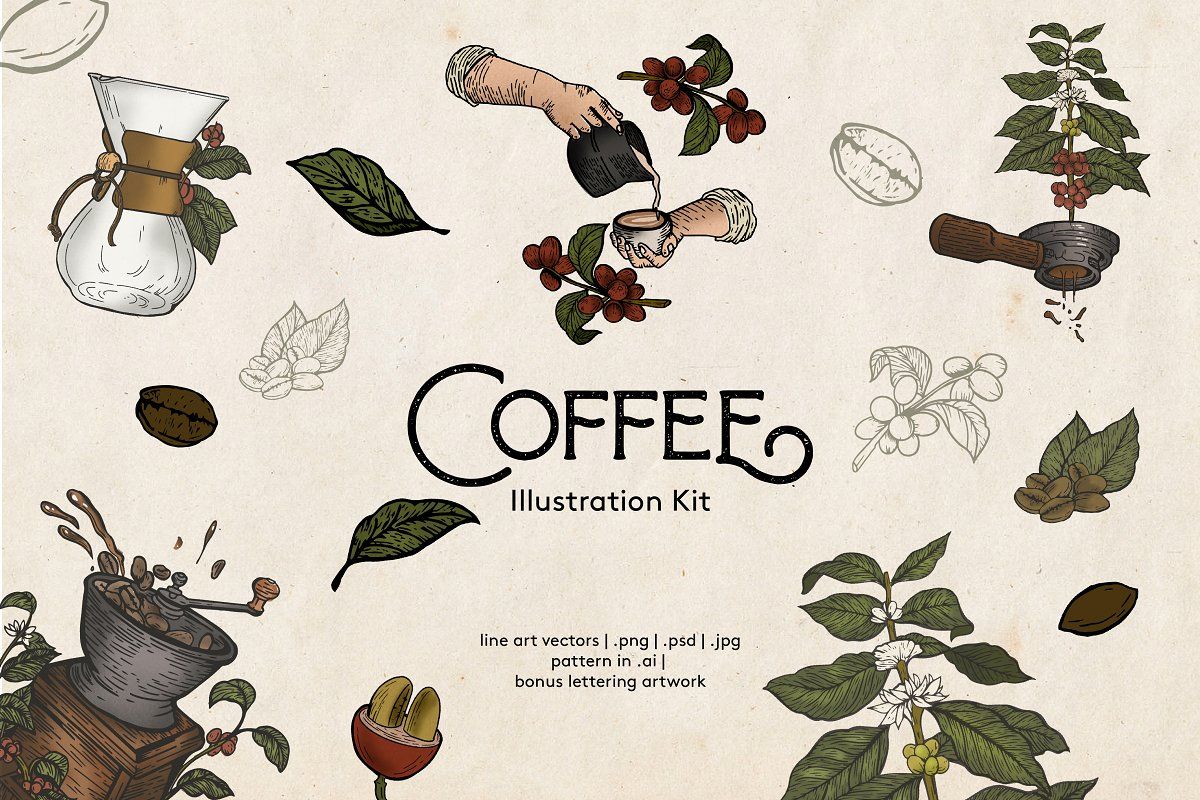 COFFEE
Illustration Kit
line art vectors | .png | .psd | .jpg
pattern in .ai |
bonus lettering artwork